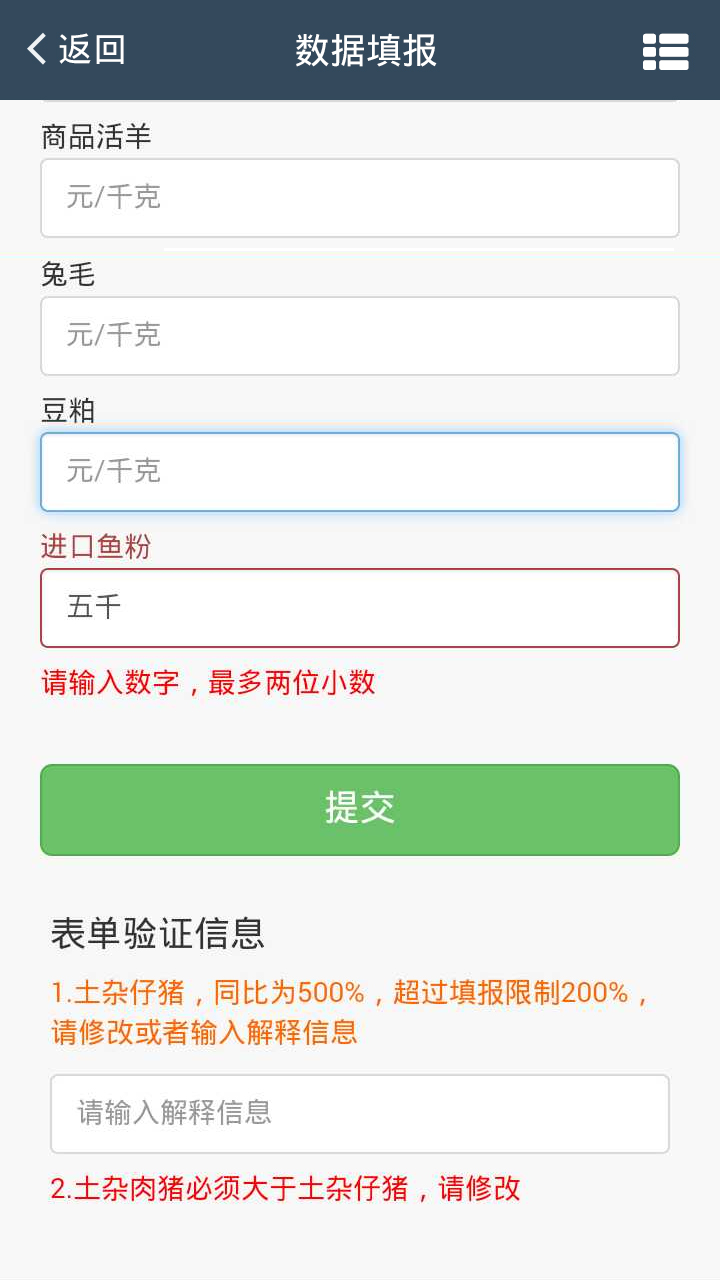 返回
数据填报
商品活羊
元/千克
兔毛
元/千克
豆粕
元/千克
进口鱼粉
五千
请输入数字，最多两位小数
提交
表单验证信息
1.土杂仔猪，同比为500%，超过填报限制200%，
请修改或者输入解释信息
请输入解释信息
2.土杂肉猪必须大于土杂仔猪，请修改